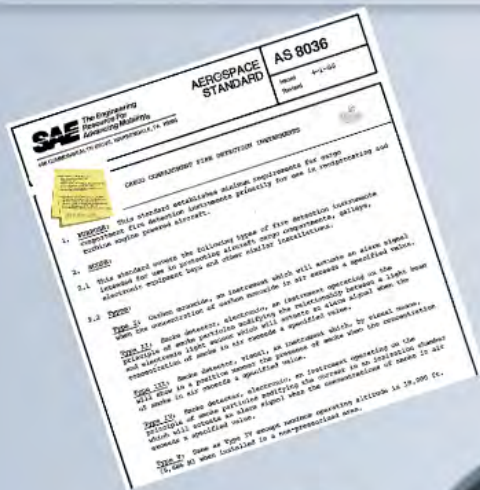 SAE The Engineering
Resource For
Advancing Mobility
AEROSPACE
STANDARD
AS 8036
Issued
Revised
CARGO COMPARTMENT FIRE DETECTION INSTRUMENTS
1. PURPOSE: This standard establishes minimum requirements for cargo
compartment fire detection instruments primarily for use in reciprocating and
turbine engine powered aircraft.
2. SCOPE:
2.1 This standard covers the following types of fire detection instruments
intended for use in protecting aircraft cargo compartments, galleys,
electronic equipment bays and other similar installations.
2.2 Types:
Type I: Carbon monoxide, an instrument which will actuate an alarm signal
when the concentration of carbon monoxide in air exceeds a specified value.
Type II: Smoke detector, electronic, an instrument operating on the
principle of smoke particles modifying the relationship between a light beam
and electronic light sensor which will actuate an alarm signal when the
concentration of smoke in air exceeds a specified value.
Type III: Smoke detector, visual, an instrument which, by visual means,
will show in a positive manner the presence of smoke when the concentration
of smoke in air exceeds a specified value.
Type IV: Smoke detector, electronic, an instrument operating on the
principle of smoke particles modifying the current in an ionization chamber
which will actuate an alarm signal when the concentrations of smoke in air
exceeds a specified value.
Type V: Same as Type IV except maximum operating altitude is
when installed in a non-pressurized area.